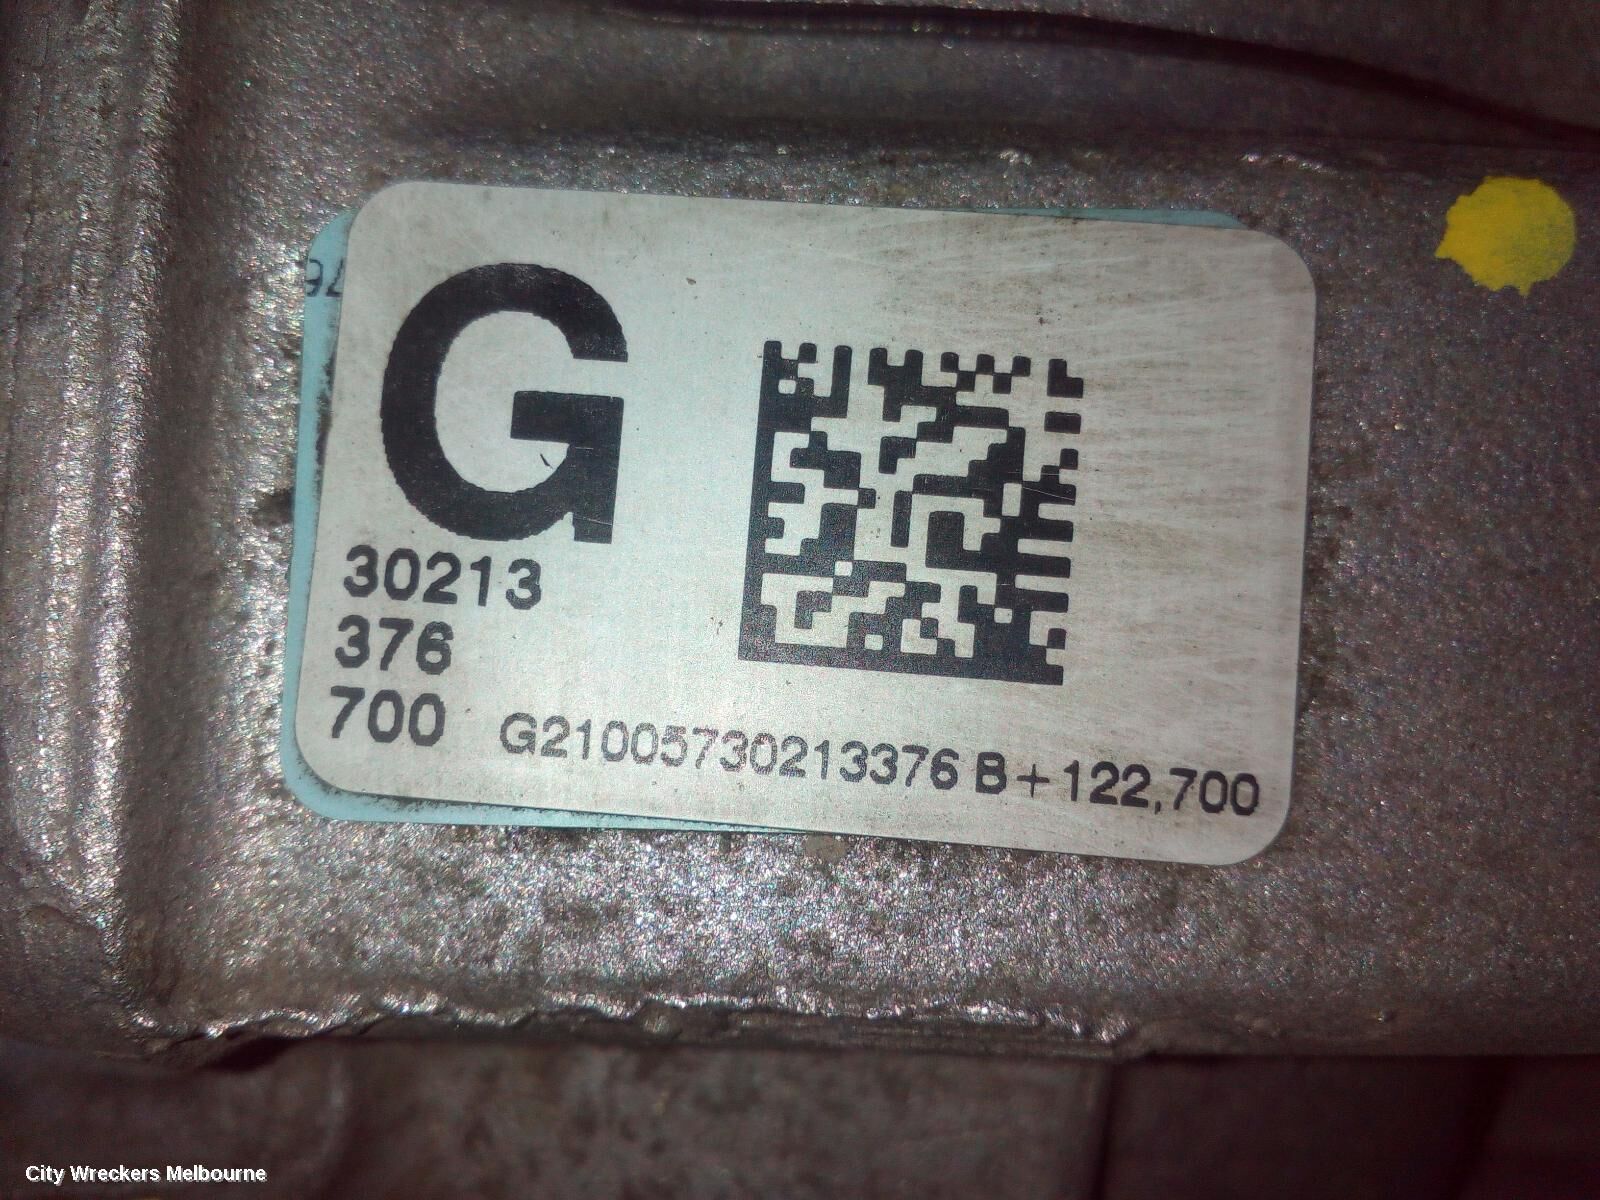 G
30213
376
700
G21005730213376 B+122,700
City Wreckers Melbourne